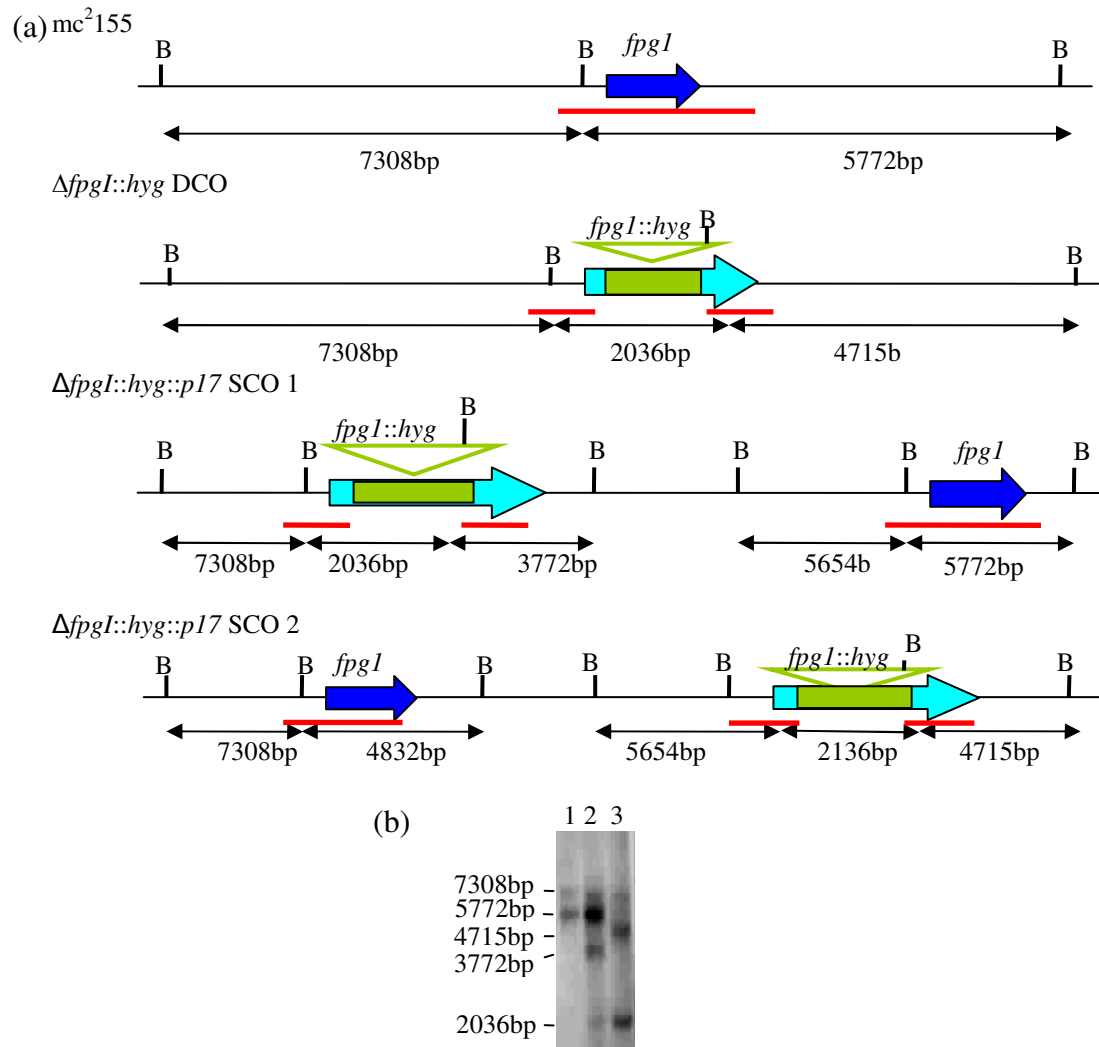 (a) mc²155
B B fpg1 B
7308bp 5772bp
ΔfpgI::hyg DCO
B B fpg1::hyg B B
7308bp 2036bp 4715b
ΔfpgI::hyg::p17 SCO 1
B B fpg1::hyg B B B B fpg1 B
7308bp 2036bp 3772bp 5654b 5772bp
ΔfpgI::hyg::p17 SCO 2
B B fpg1 B B B fpg1::hyg B B
7308bp 4832bp 5654bp 2136bp 4715bp
(b) 1 2 3
7308bp
5772bp
4715bp
3772bp
2036bp